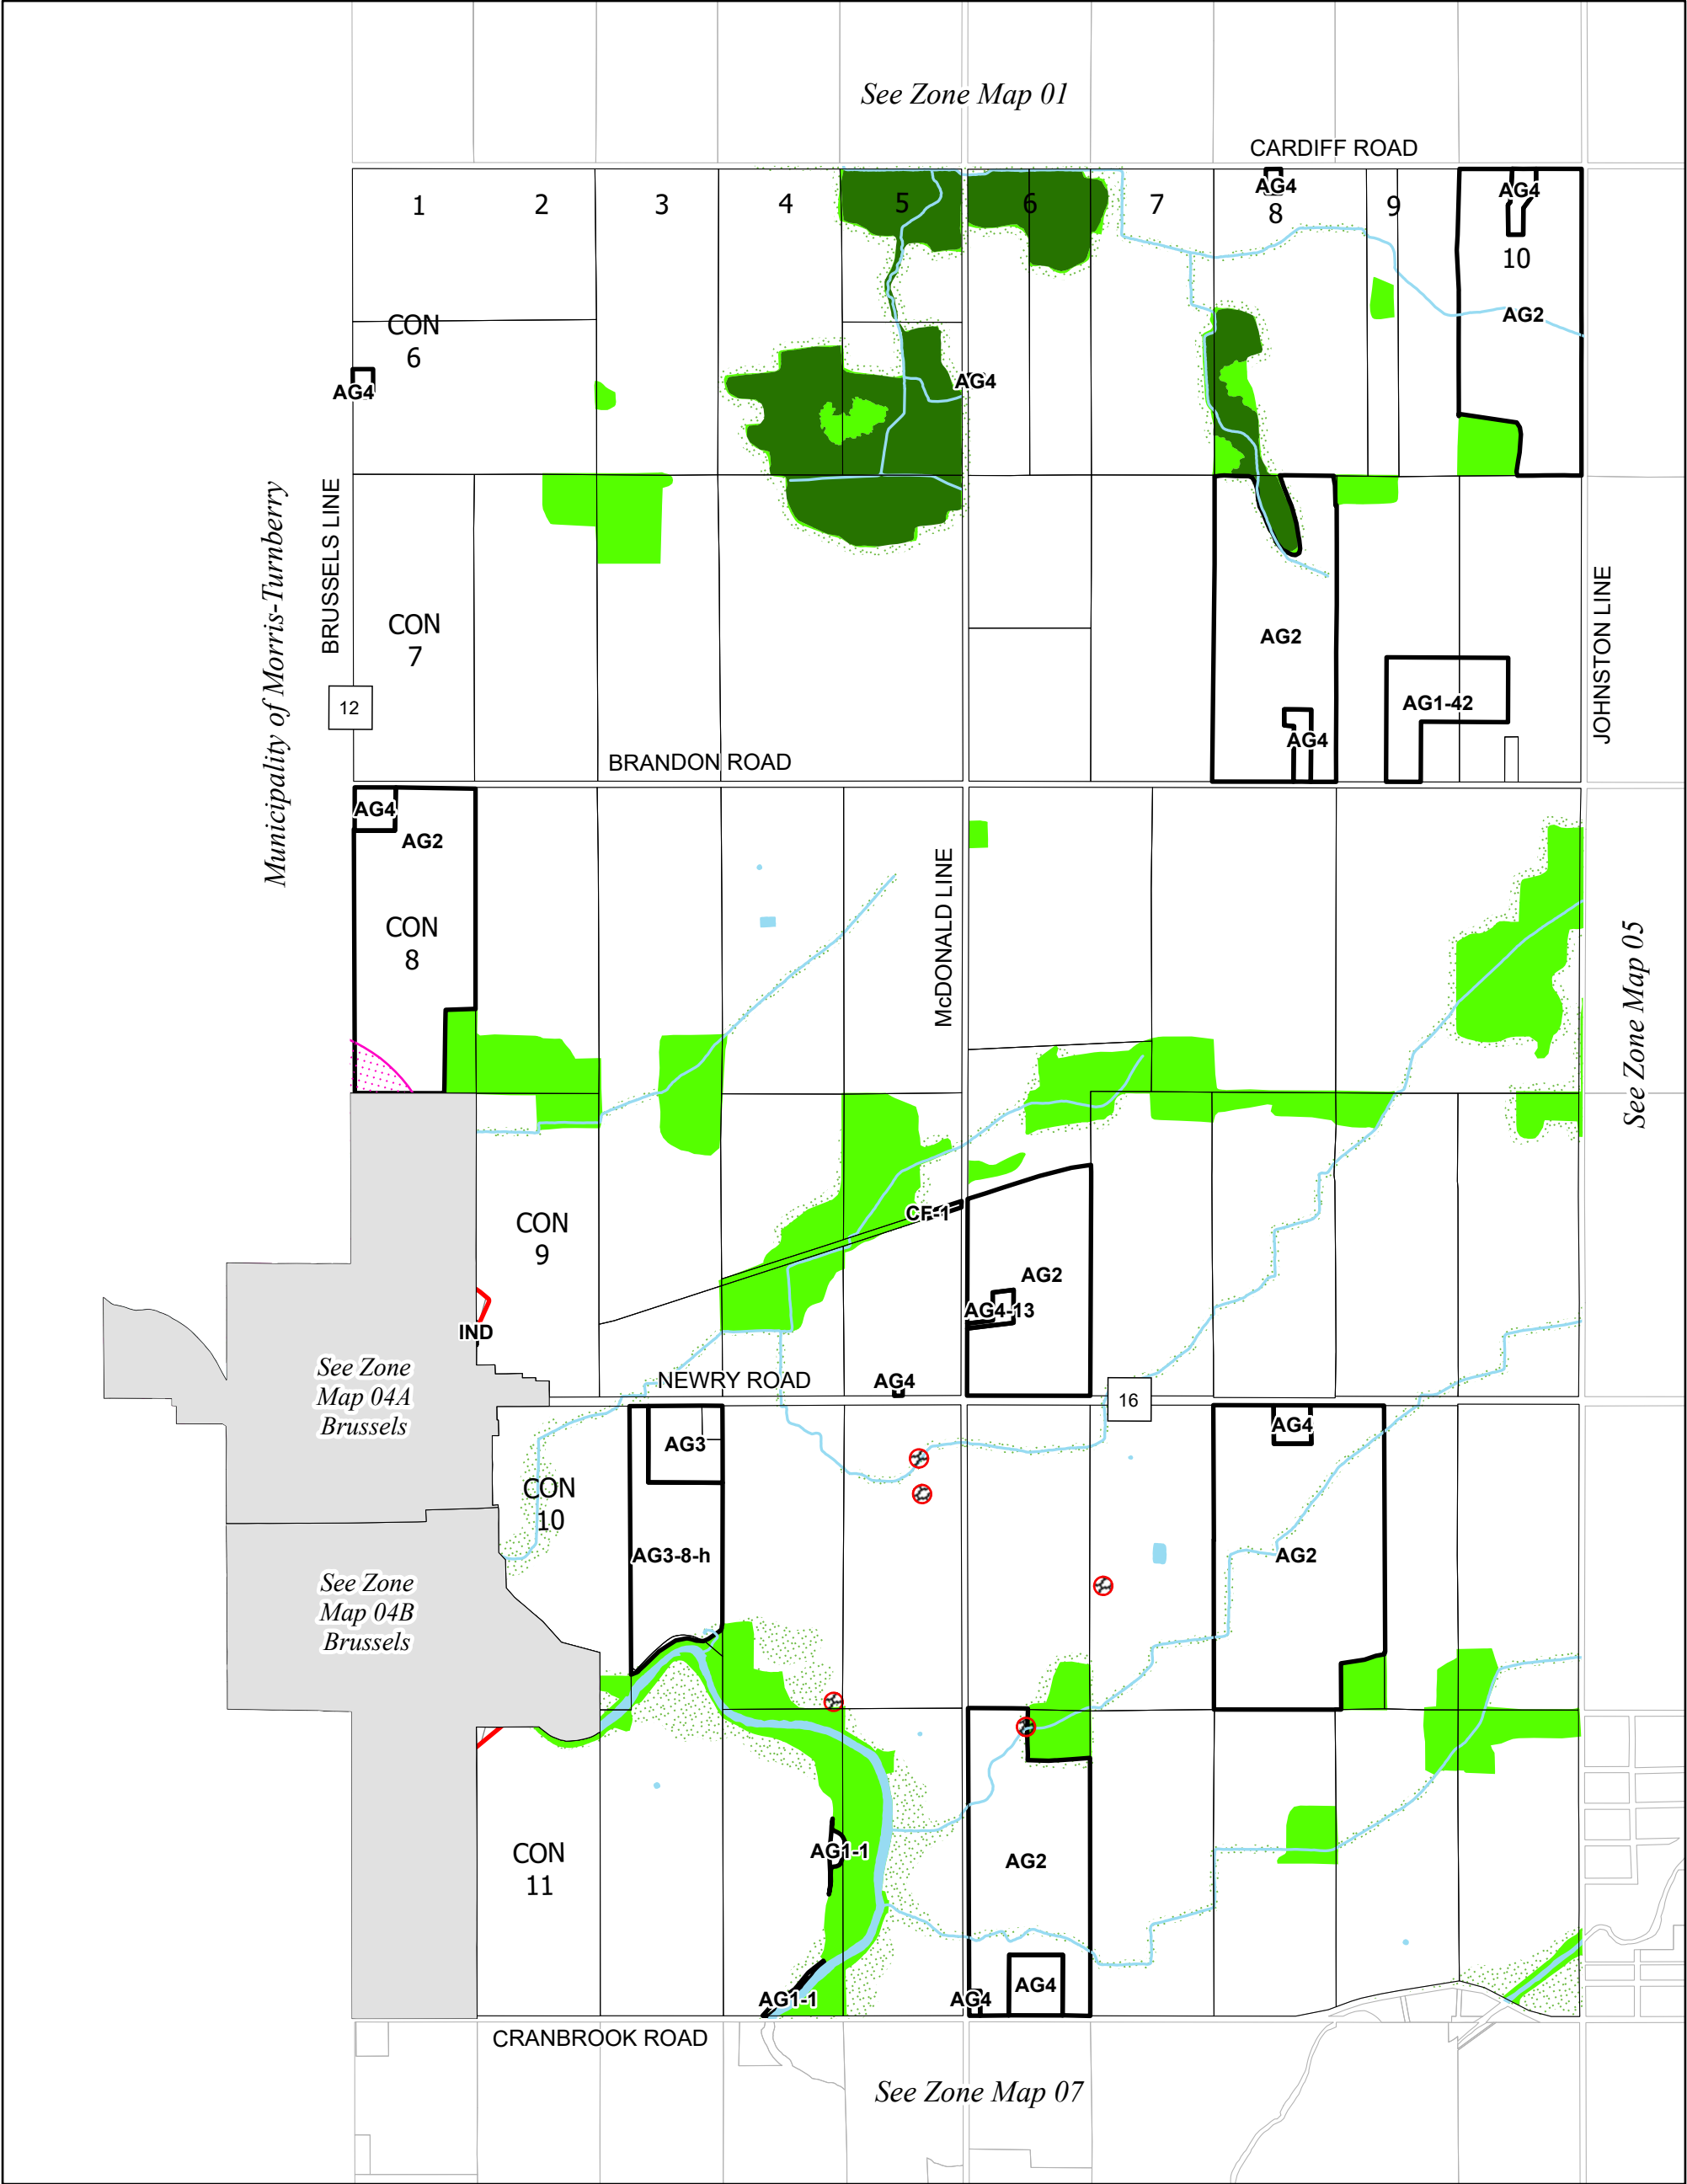 See Zone Map 01
CARDIFF ROAD
1
2
3
4
5
6
7
AG4
8
9
AG4
10
AG2
CON
6
AG4
AG4
Municipality of Morris-Turnberry
BRUSSELS LINE
12
CON
7
BRANDON ROAD
AG2
AG4
AG1-42
JOHNSTON LINE
AG4
AG2
CON
8
McDONALD LINE
See Zone Map 05
CON
9
CF-1
AG2
AG4-13
IND
See Zone
Map 04A
Brussels
NEWRY ROAD
AG4
16
AG3
AG4
CON
10
AG3-8-h
AG2
See Zone
Map 04B
Brussels
CON
11
AG1-1
AG2
AG1-1
AG4
AG4
CRANBROOK ROAD
See Zone Map 07